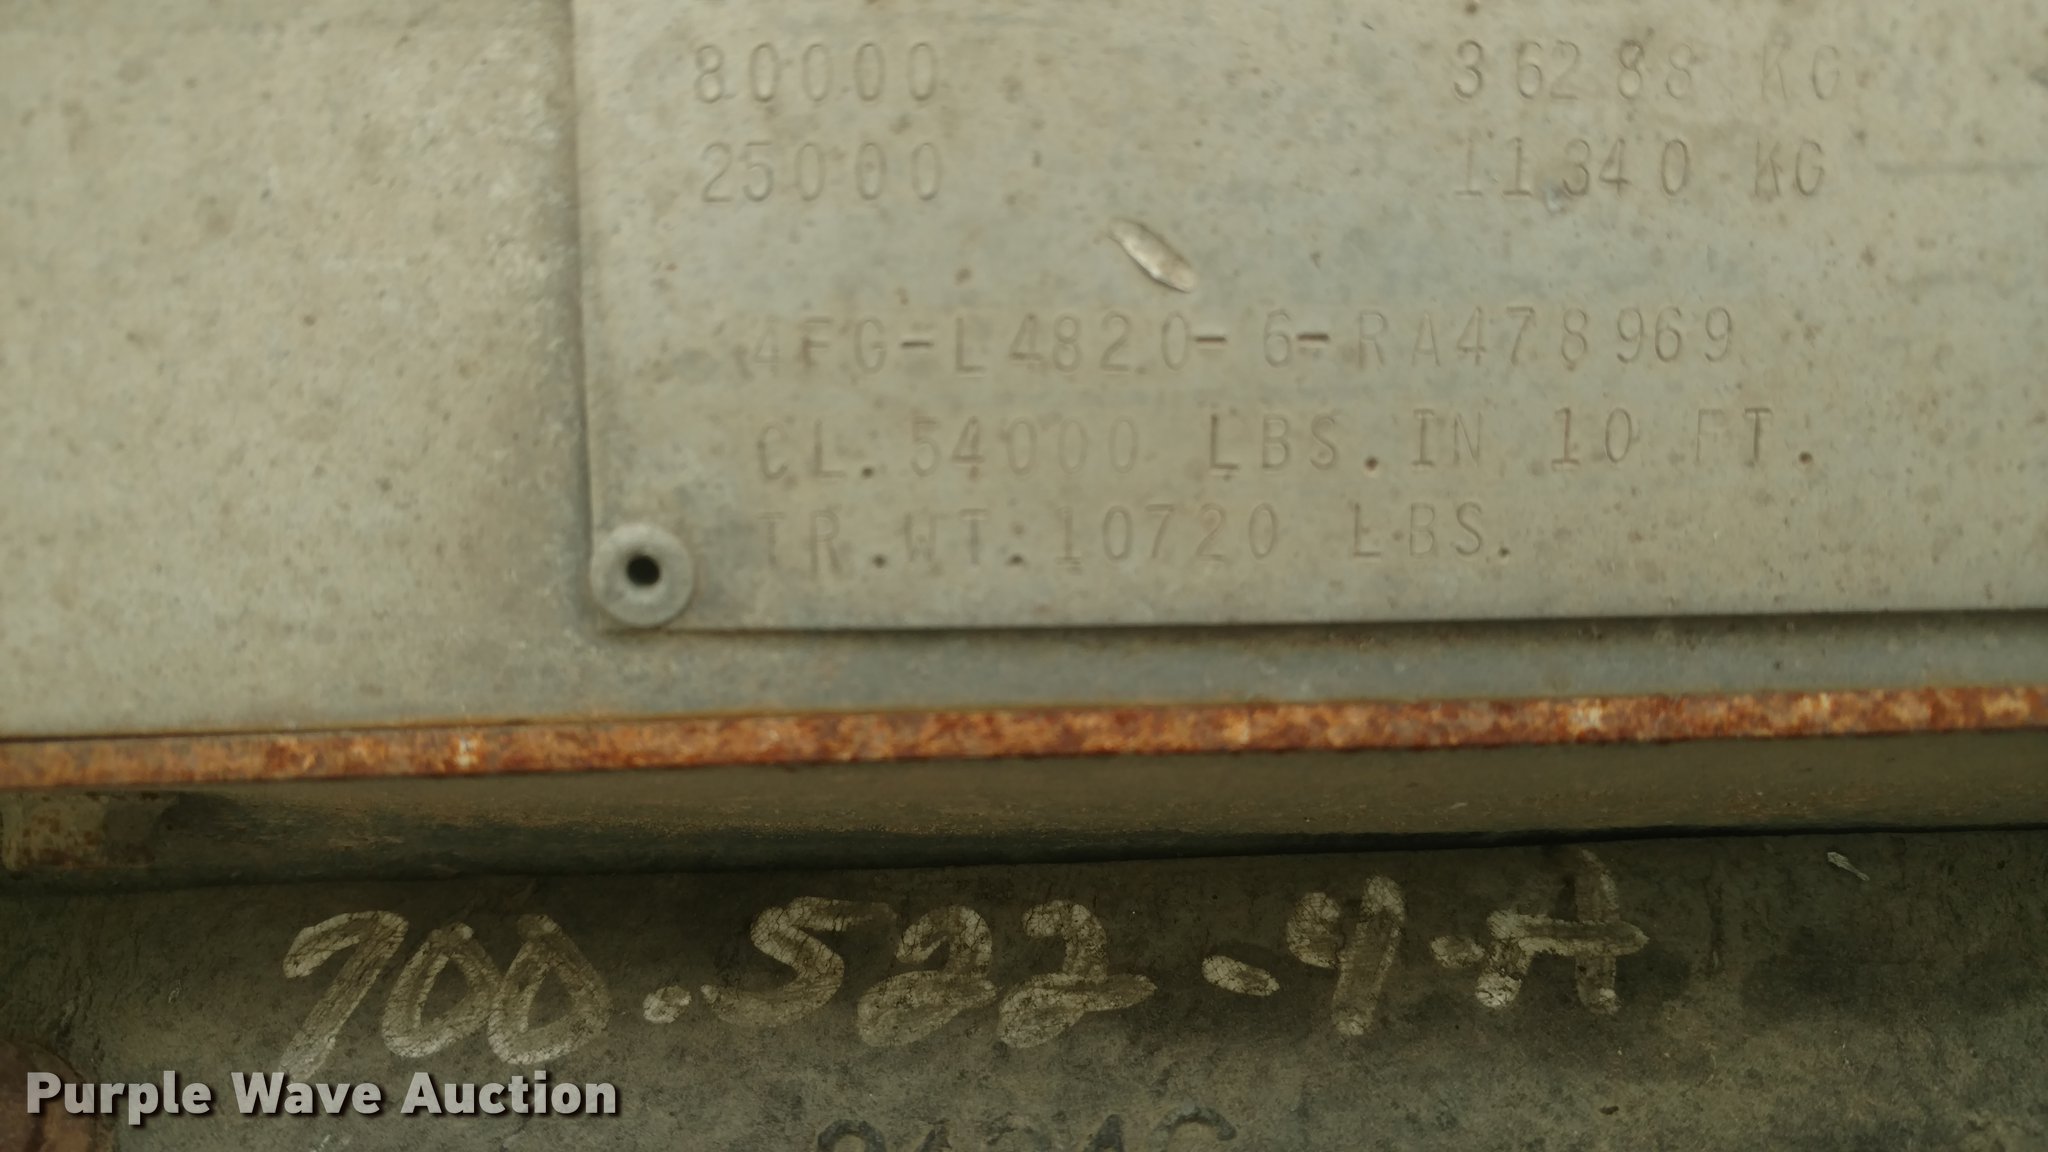 80000 36288 KG
25000 11340 KG
4FG-L4820-6-RA478969
CL. 54000 LBS.IN 10 FT.
TR.WT.10720 LBS.
700.522-9-A
Purple Wave Auction